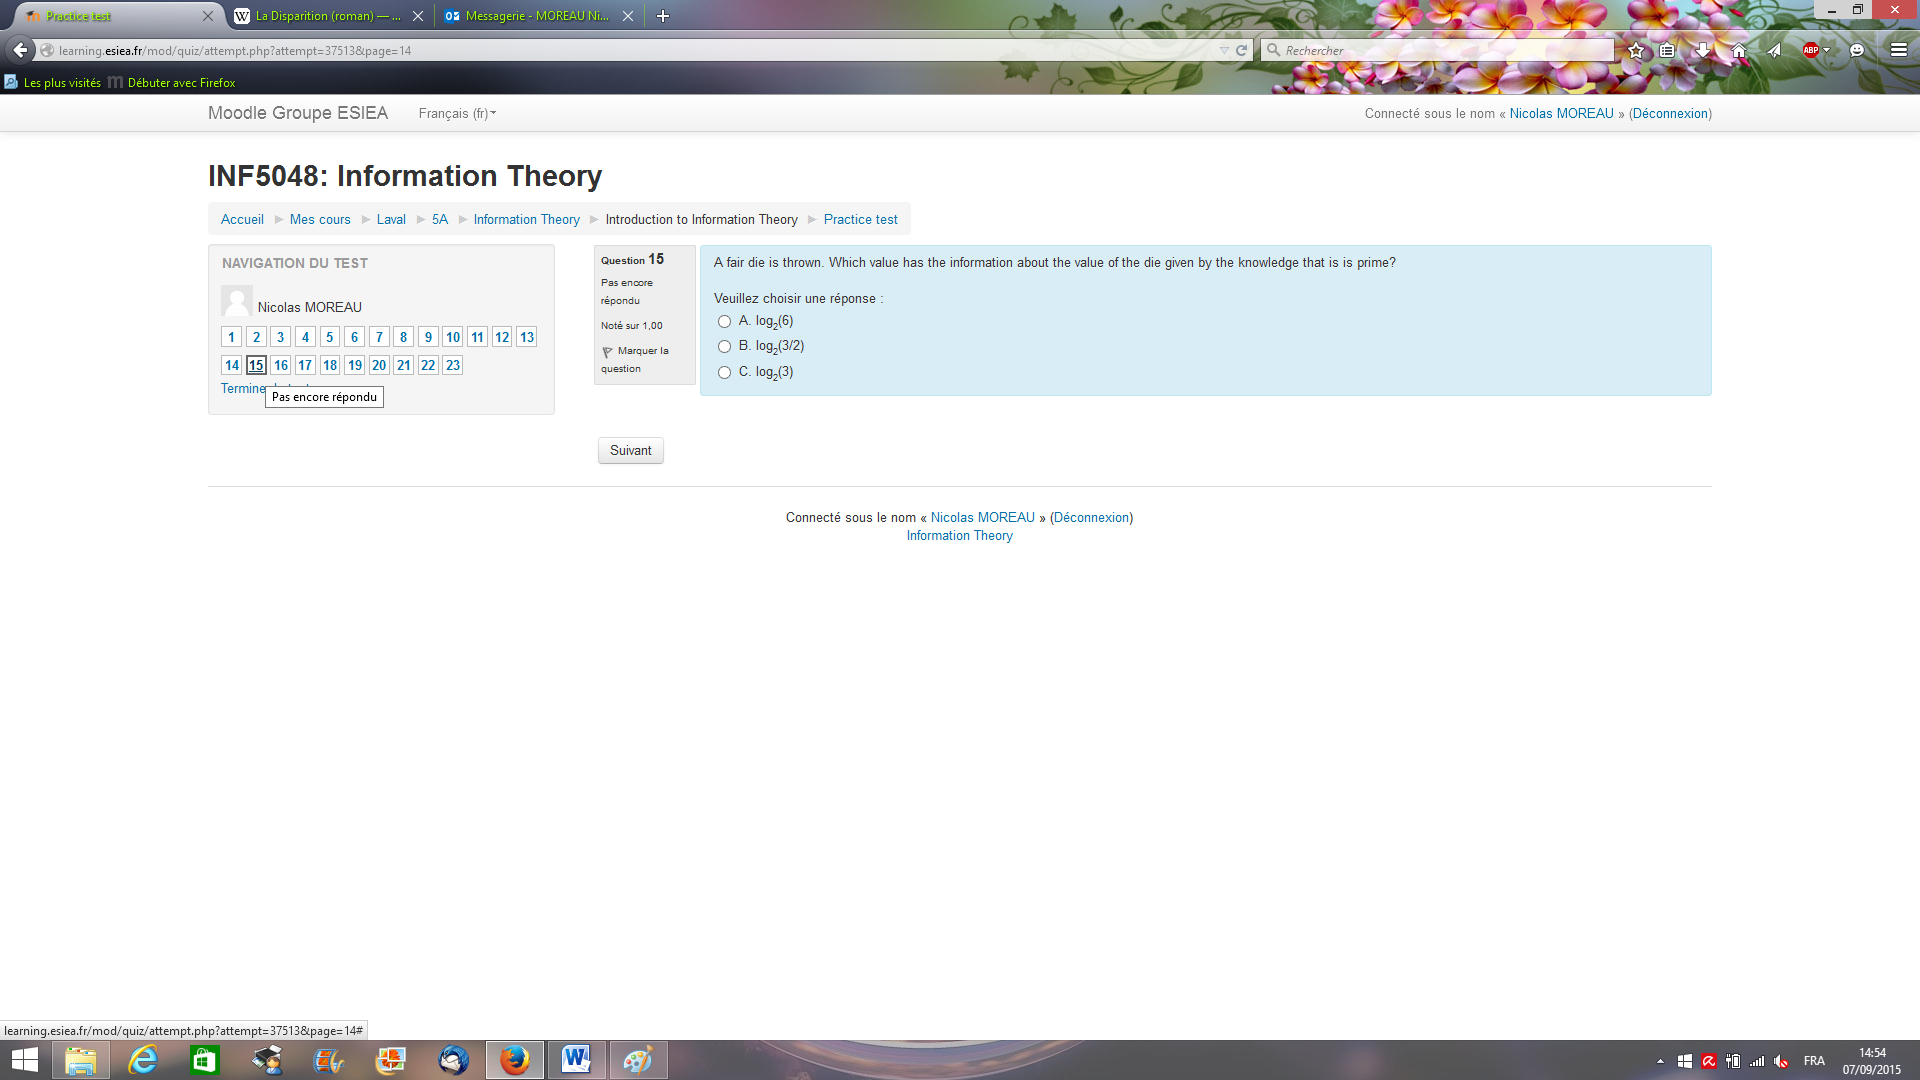 Practice test
La Disparition (roman) — ...
Messagerie - MOREAU Ni...
learning.esiea.fr/mod/quiz/attempt.php?attempt=37513&page=14
Rechercher
Les plus visités
Débuter avec Firefox
Moodle Groupe ESIEA
Français (fr)
Connecté sous le nom « Nicolas MOREAU » (Déconnexion)
INF5048: Information Theory
Accueil ► Mes cours ► Laval ► 5A ► Information Theory ► Introduction to Information Theory ► Practice test
NAVIGATION DU TEST
Nicolas MOREAU
1 2 3 4 5 6 7 8 9 10 11 12 13
14 15 16 17 18 19 20 21 22 23
Termine
Pas encore répondu
Question 15
Pas encore
répondu
Noté sur 1,00
Marquer la
question
A fair die is thrown. Which value has the information about the value of the die given by the knowledge that is is prime?
Veuillez choisir une réponse :
A. log2(6)
B. log2(3/2)
C. log2(3)
Suivant
Connecté sous le nom « Nicolas MOREAU » (Déconnexion)
Information Theory
learning.esiea.fr/mod/quiz/attempt.php?attempt=37513&page=14#
FRA
14:54
07/09/2015